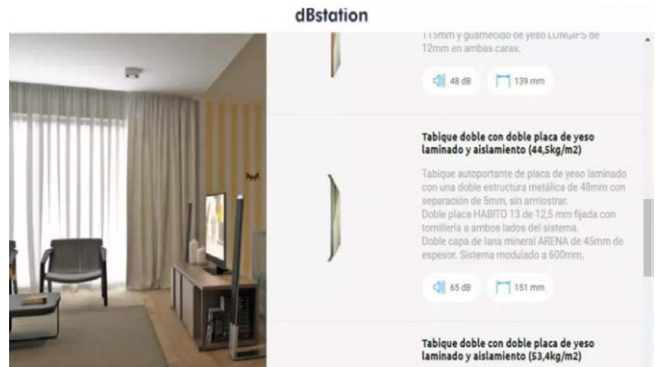 dBstation
115mm y guarnecido de yeso LONGIPS de
12mm en ambas caras.
48 dB
139 mm
Tabique doble con doble placa de yeso
laminado y aislamiento (44,5kg/m2)
Tabique autoportante de placa de yeso laminado
con una doble estructura metálica de 48mm con
separación de 5mm, sin arriostrar.
Doble placa HABITO 13 de 12,5 mm fijada con
tornillería a ambos lados del sistema.
Doble capa de lana mineral ARENA de 45mm de
espesor. Sistema modulado a 600mm.
65 dB
151 mm
Tabique doble con doble placa de yeso
laminado y aislamiento (53,4kg/m2)